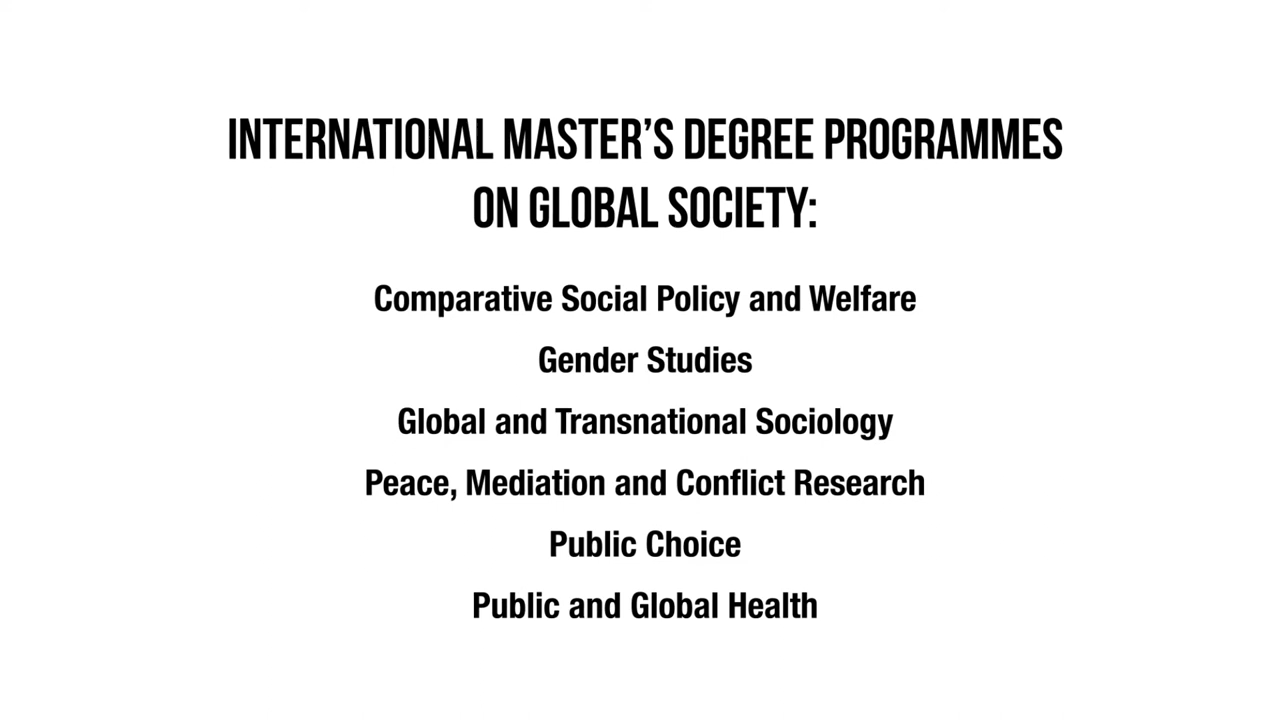 INTERNATIONAL MASTER'S DEGREE PROGRAMMES
ON GLOBAL SOCIETY:
Comparative Social Policy and Welfare
Gender Studies
Global and Transnational Sociology
Peace, Mediation and Conflict Research
Public Choice
Public and Global Health